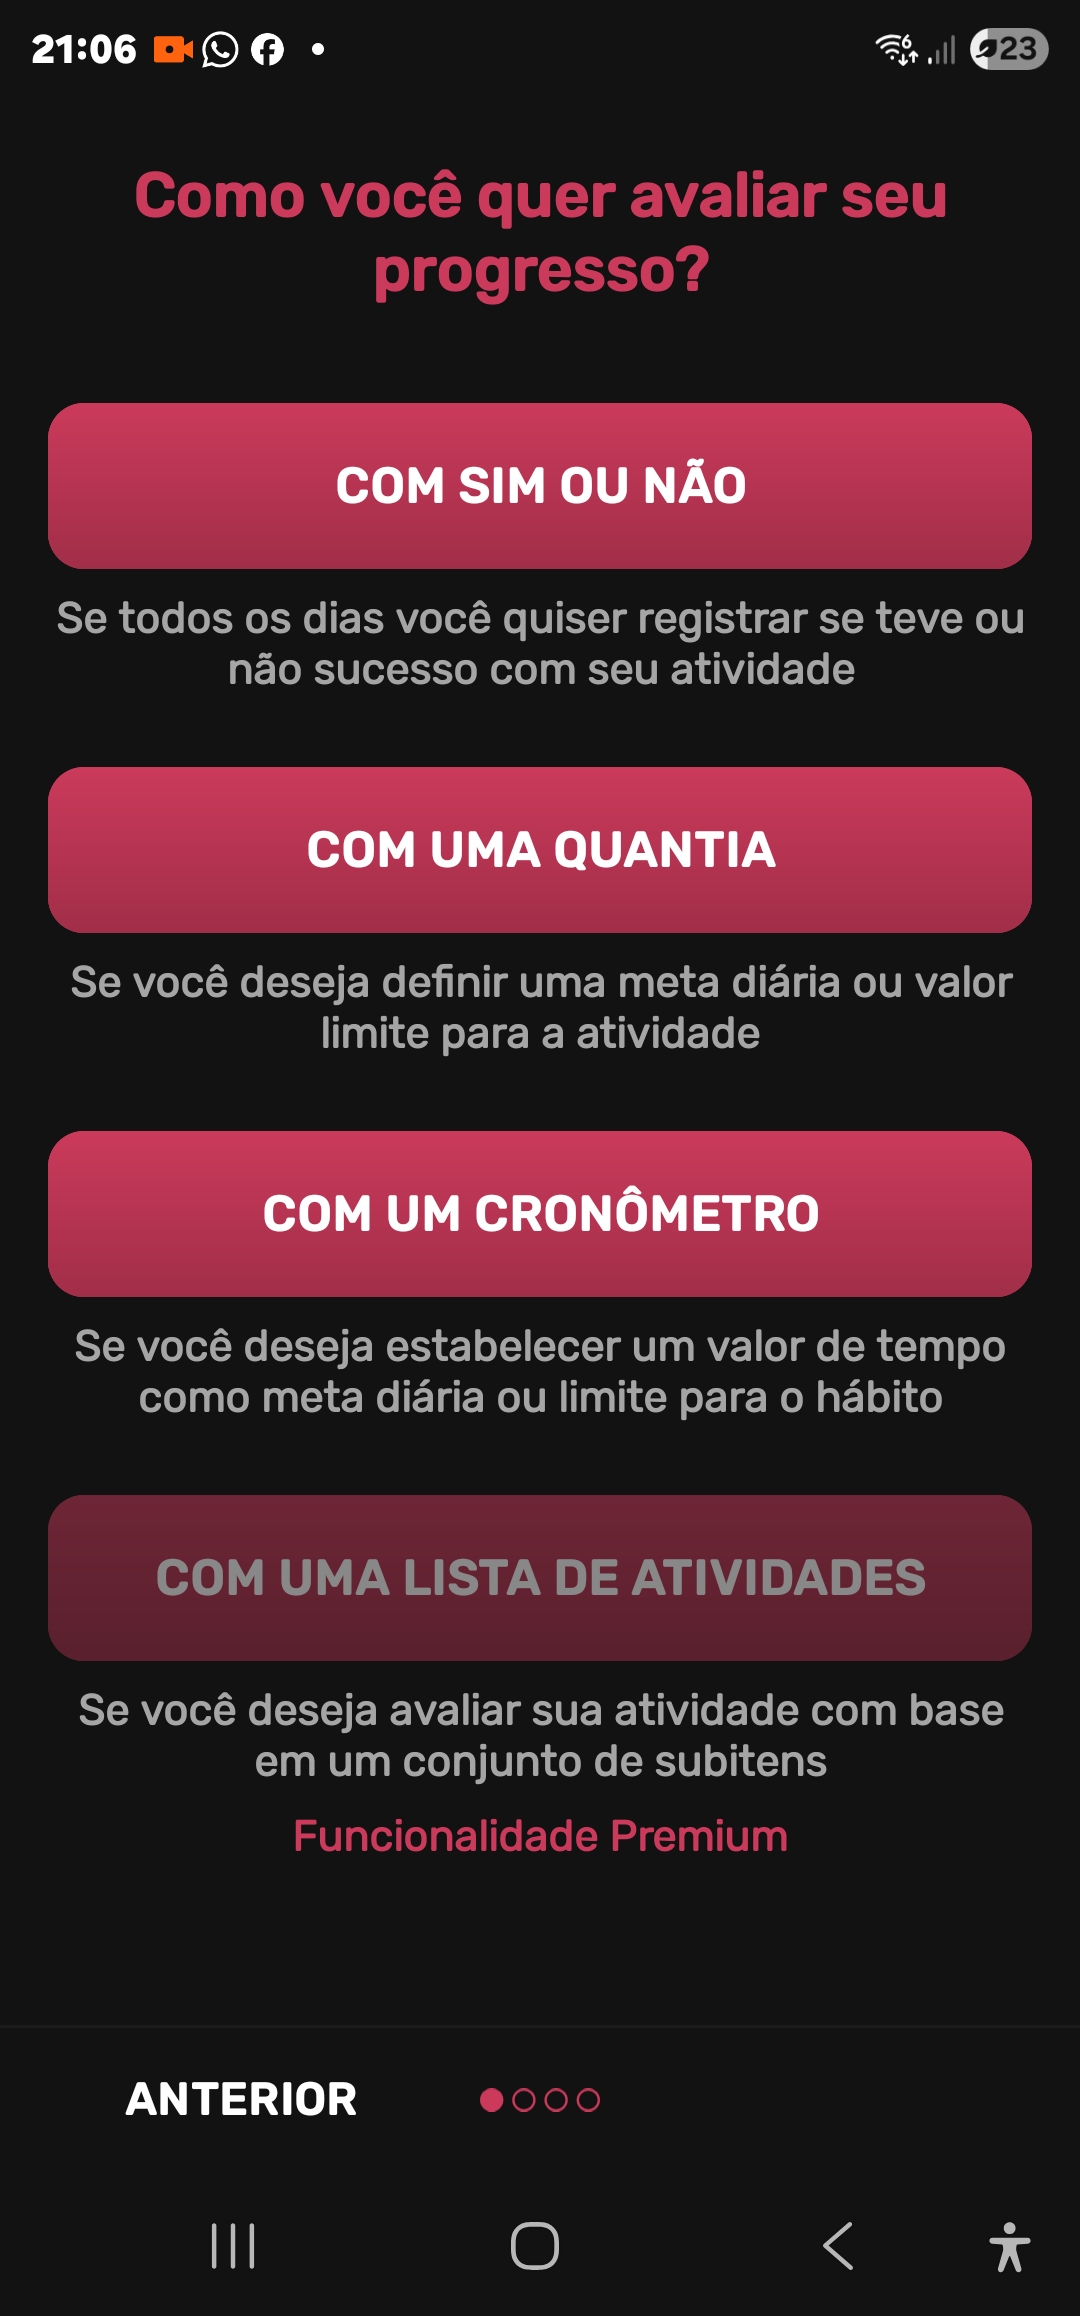 21:06
6
23
Como você quer avaliar seu
progresso?
COM SIM OU NÃO
Se todos os dias você quiser registrar se teve ou
não sucesso com seu atividade
COM UMA QUANTIA
Se você deseja definir uma meta diária ou valor
limite para a atividade
COM UM CRONÔMETRO
Se você deseja estabelecer um valor de tempo
como meta diária ou limite para o hábito
COM UMA LISTA DE ATIVIDADES
Se você deseja avaliar sua atividade com base
em um conjunto de subitens
Funcionalidade Premium
ANTERIOR